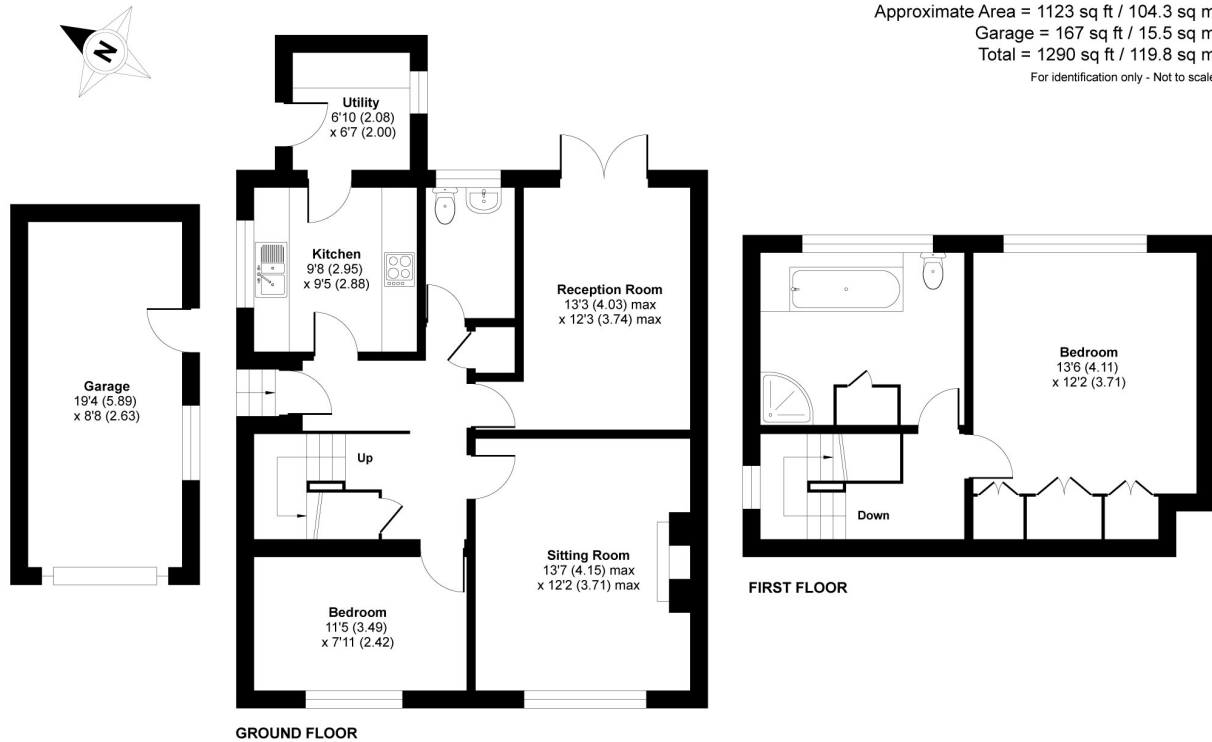 Approximate Area = 1123 sq ft / 104.3 sq m
Garage = 167 sq ft / 15.5 sq m
Total = 1290 sq ft / 119.8 sq m
For identification only - Not to scale
N
Utility
6'10 (2.08)
x 6'7 (2.00)
Kitchen
9'8 (2.95)
x 9'5 (2.88)
Reception Room
13'3 (4.03) max
x 12'3 (3.74) max
Garage
19'4 (5.89)
x 8'8 (2.63)
Up
Sitting Room
13'7 (4.15) max
x 12'2 (3.71) max
Bedroom
11'5 (3.49)
x 7'11 (2.42)
GROUND FLOOR
Bedroom
13'6 (4.11)
x 12'2 (3.71)
Down
FIRST FLOOR